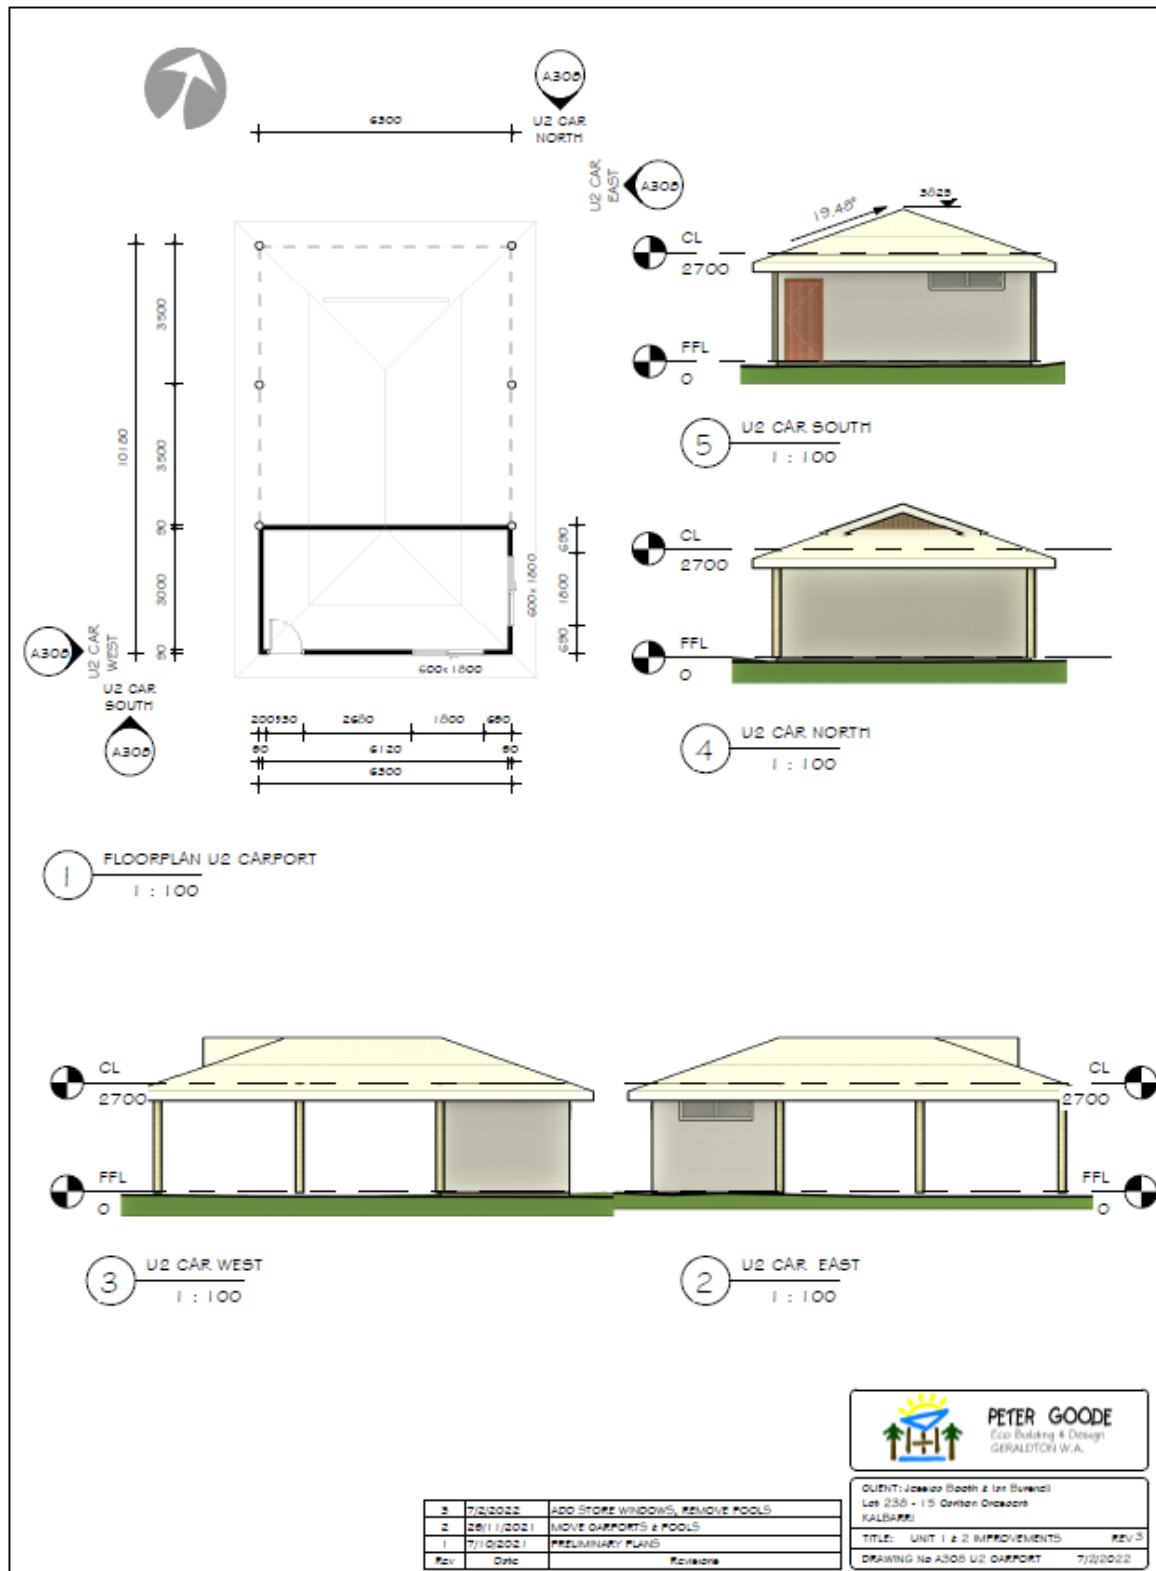 A308
U2 CAR
NORTH
6300
U2 CAR
EAST
A308
19.48°
3823
CL
2700
FFL
0
5
U2 CAR SOUTH
1 : 100
3500
3500
10180
90
3000
90
690
1800
690
600x1800
600x1800
A308
U2 CAR
WEST
U2 CAR
SOUTH
A308
200
930
2680
1800
690
90
6120
90
6300
CL
2700
FFL
0
4
U2 CAR NORTH
1 : 100
1
FLOORPLAN U2 CARPORT
1 : 100
CL
2700
FFL
0
CL
2700
FFL
0
3
U2 CAR WEST
1 : 100
2
U2 CAR EAST
1 : 100
PETER GOODE
Eco Building & Design
GERALDTON W.A.
3 7/2/2022 ADD STORE WINDOWS, REMOVE POOLS
2 28/11/2021 MOVE CARPORTS & POOLS
1 7/10/2021 PRELIMINARY PLANS
Rev Date Revisions
CLIENT: Jessica Booth & Ian
Lot 238 - 15 Crescent
KALBARRI
TITLE: UNIT 1 & 2 IMPROVEMENTS REV 3
DRAWING No A308 U2 CARPORT 7/2/2022